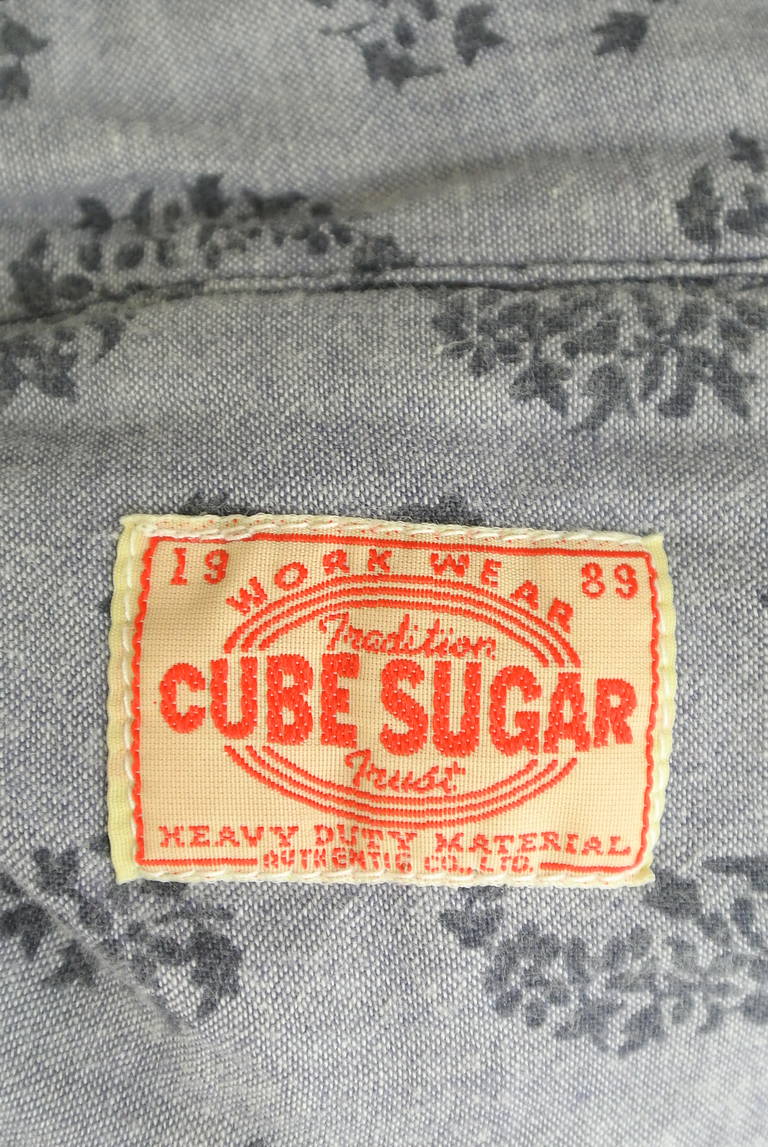 19 WORK WEAR 89
Tradition
CUBE SUGAR
Trust
HEAVY DUTY MATERIAL
AUTHENTIC CO., LTD.